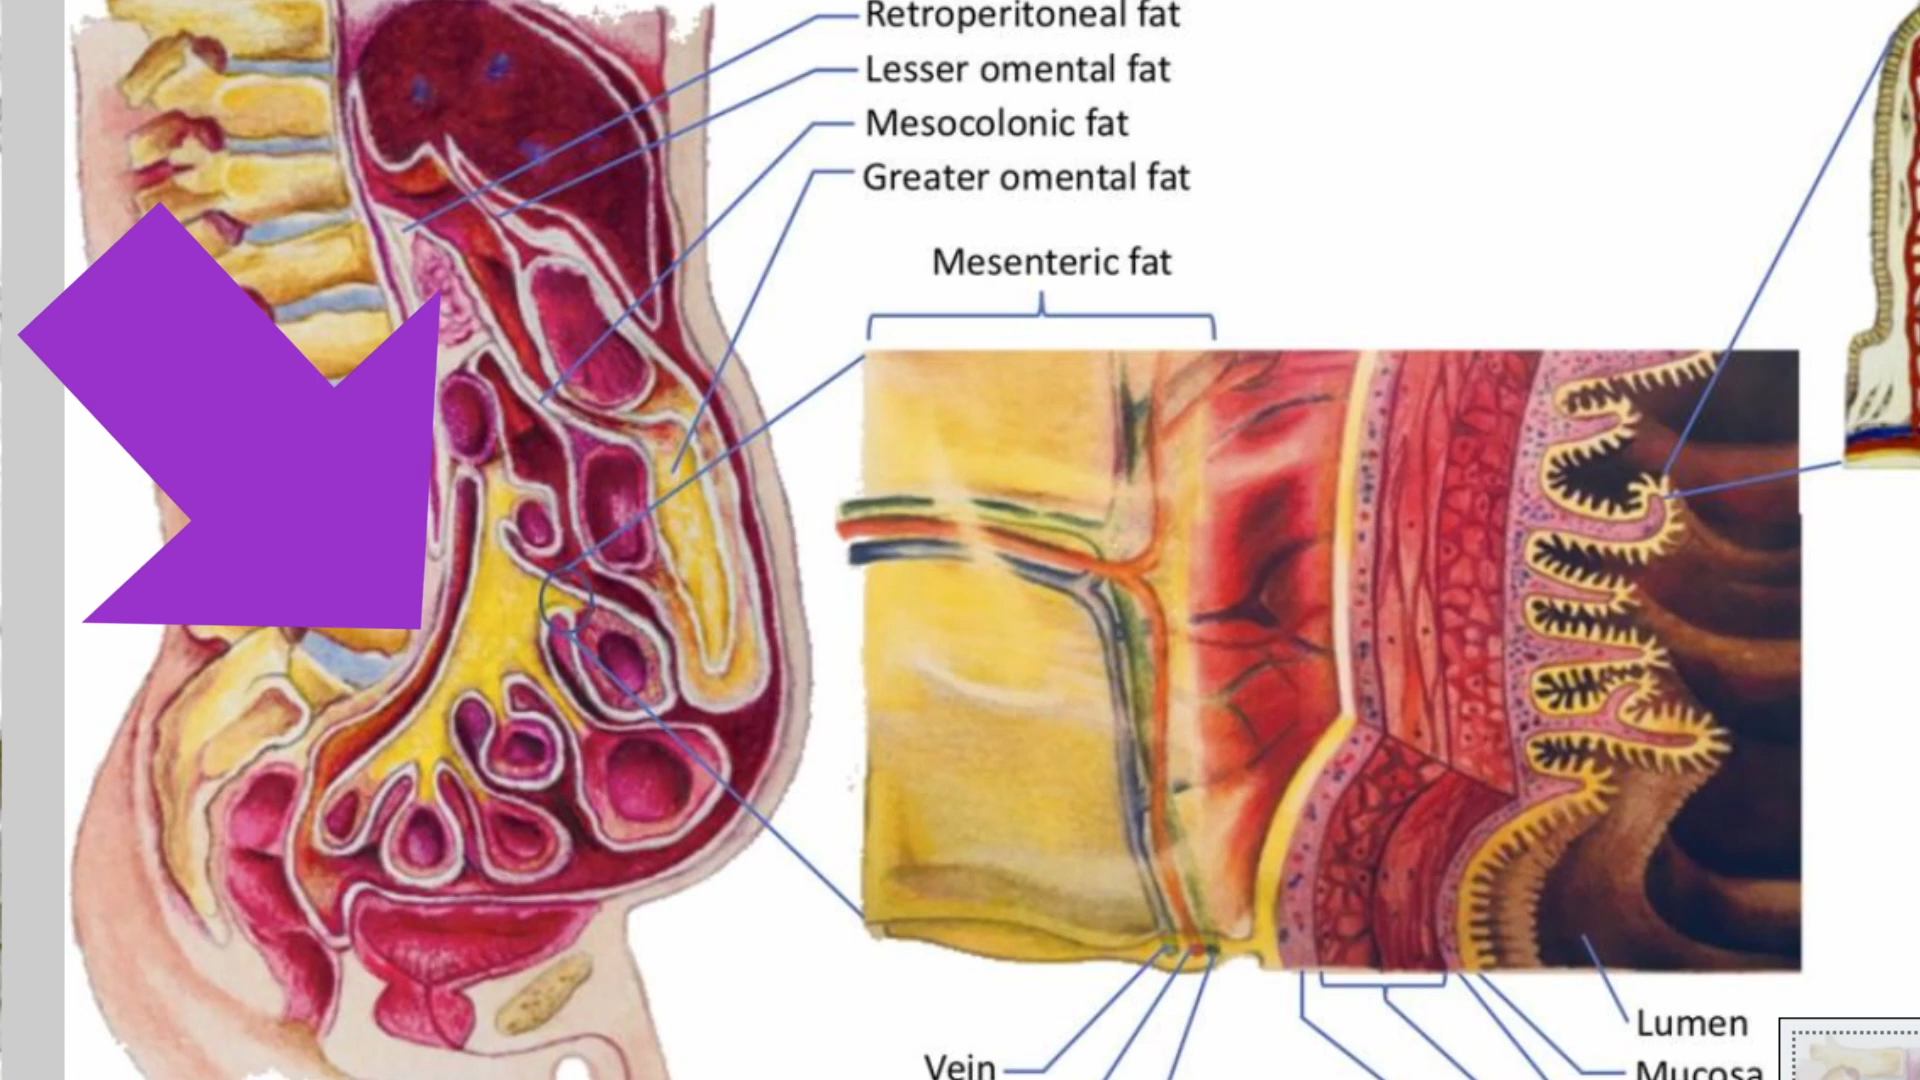 Retroperitoneal fat
Lesser omental fat
Mesocolonic fat
Greater omental fat
Mesenteric fat
Lumen
Vein
Mucosa